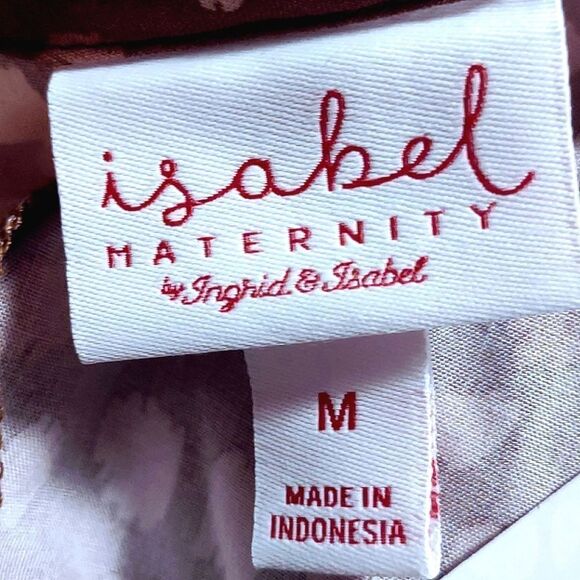 isabel
MATERNITY
by Ingrid & Isabel
M
MADE IN
INDONESIA